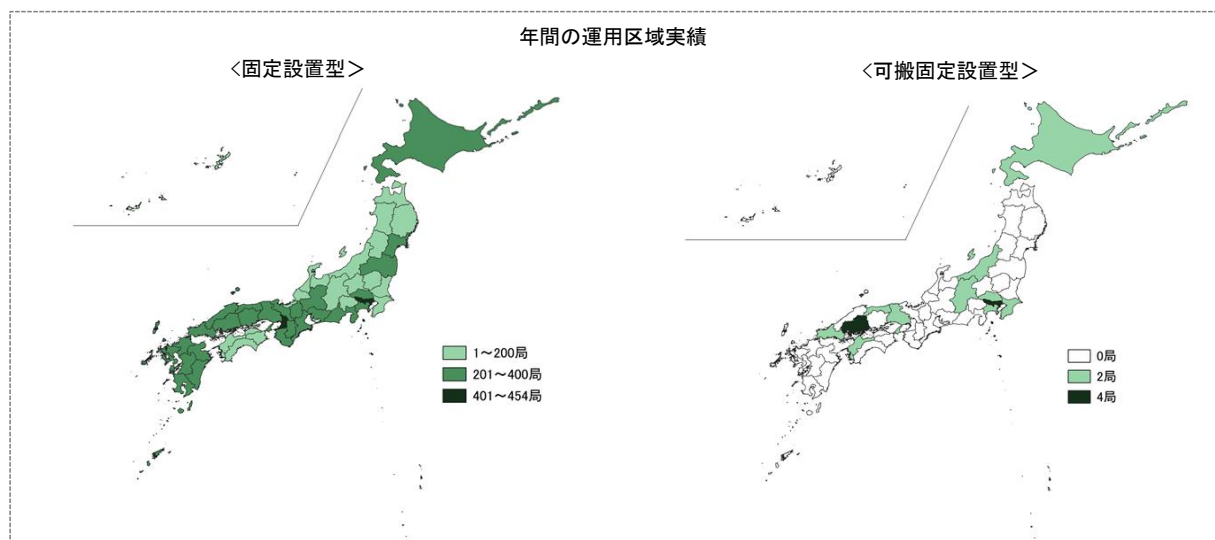 年間の運用区域実績
＜固定設置型＞
1～200局
201～400局
401～454局
＜可搬固定設置型＞
0局
2局
4局